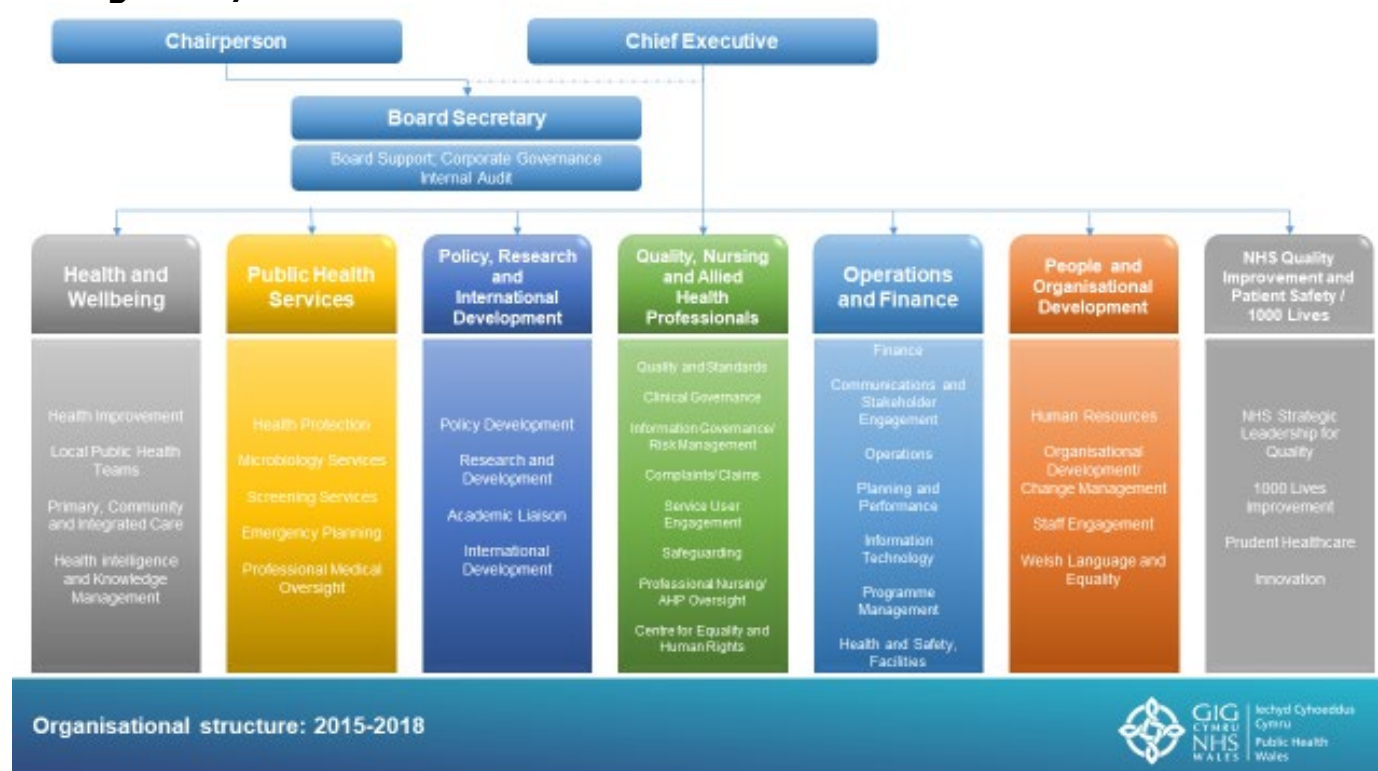 Chairperson
Chief Executive
Board Secretary
Board Support; Corporate Governance
Internal Audit
Health and
Wellbeing
Health Improvement
Local Public Health
Teams
Primary, Community
and Integrated Care
Health intelligence
and Knowledge
Management
Public Health
Services
Health Protection
Microbiology Services
Screening Services
Emergency Planning
Professional Medical
Oversight
Policy, Research
and
International
Development
Policy Development
Research and
Development
Academic Liaison
International
Development
Quality, Nursing
and Allied
Health
Professionals
Quality and Standards
Clinical Governance
Information Governance/
Risk Management
Complaints/Claims
Service User
Engagement
Safeguarding
Professional Nursing/
AHP Oversight
Centre for Equality and
Human Rights
Operations
and Finance
Finance
Communications and
Stakeholder
Engagement
Operations
Planning and
Performance
Information
Technology
Programme
Management
Health and Safety,
Facilities
People and
Organisational
Development
Human Resources
Organisational
Development/
Change Management
Staff Engagement
Welsh Language and
Equality
NHS Quality
Improvement and
Patient Safety /
1000 Lives
NHS Strategic
Leadership for
Quality
1000 Lives
Improvement
Prudent Healthcare
Innovation
Organisational structure: 2015-2018
GIG
CYMRU
NHS
WALES
Iechyd Cyhoeddus
Cymru
Public Health
Wales